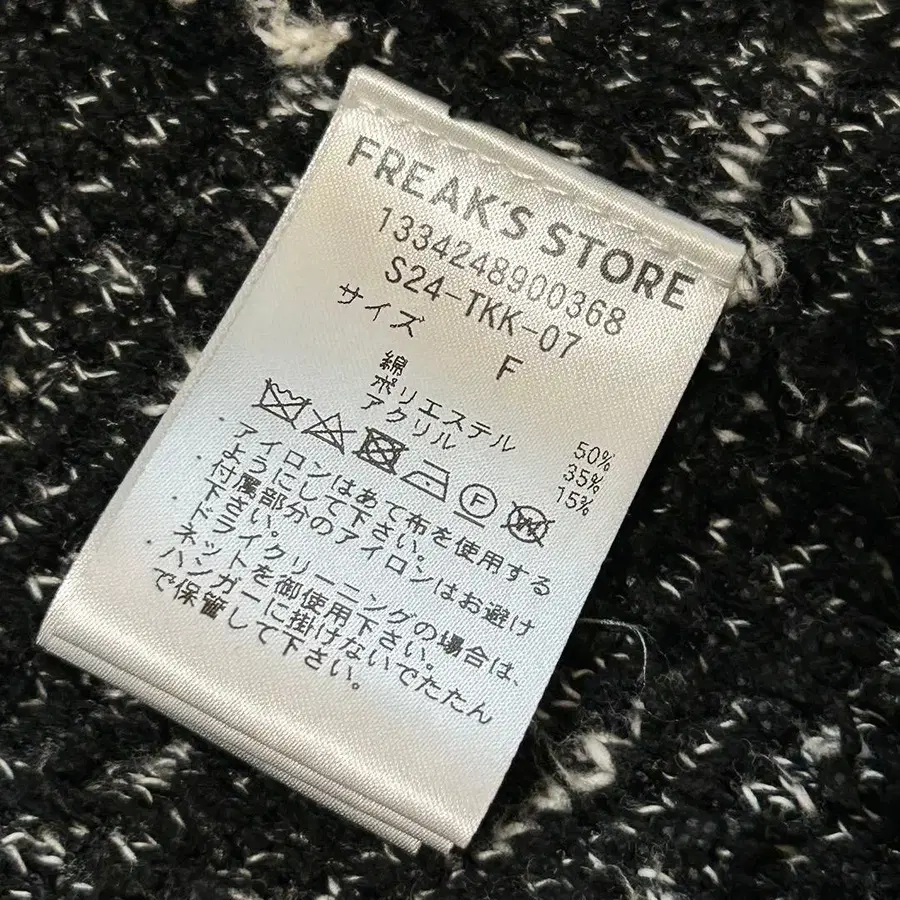 FREAK'S STORE
1334248900368
S24-TKK-07
サイズ F
綿 50%
ポリエステル 35%
アクリル 15%
F W
・アイロンはあて布を使用する
ようにして下さい。
・付属部分のアイロンはお避け
下さい。
・ドライクリーニングの場合は、
ネットを御使用下さい。
・ハンガーに掛けないでたたん
で保管して下さい。